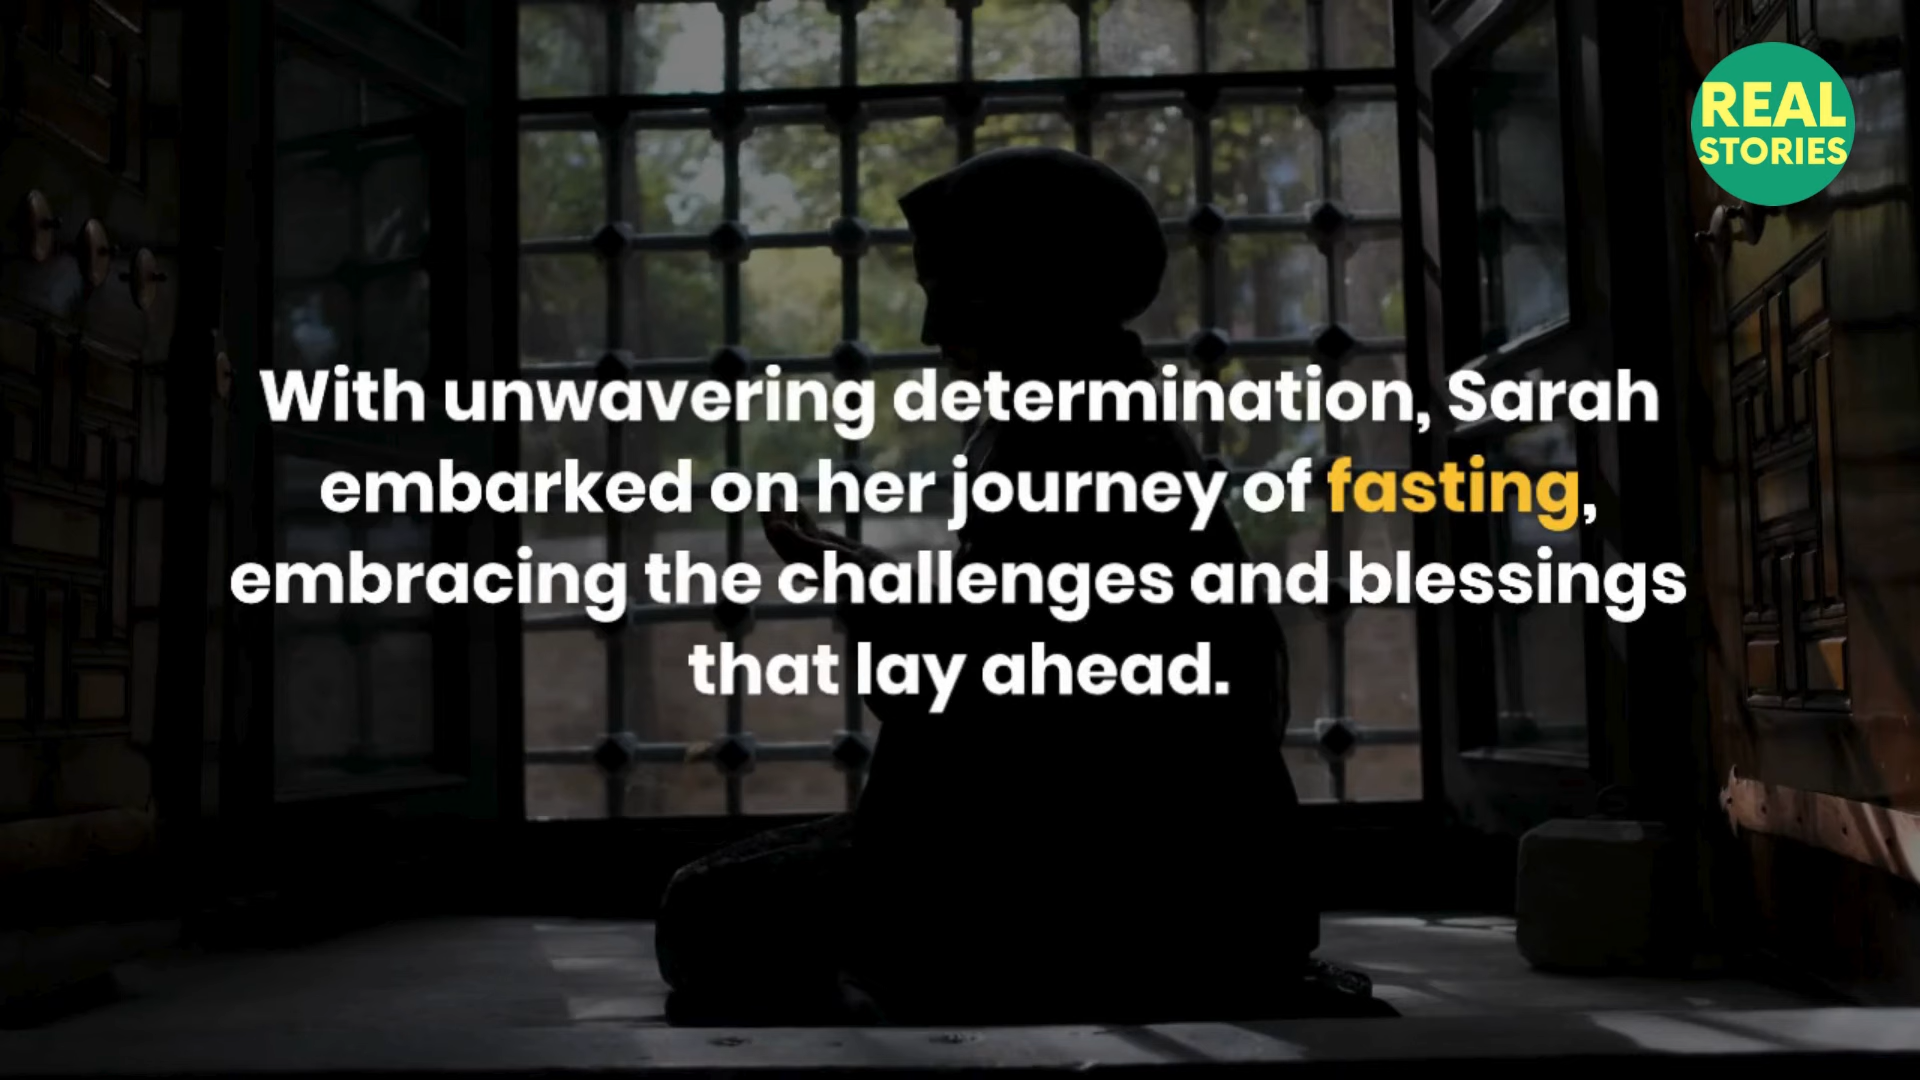 REAL
STORIES
With unwavering determination, Sarah
embarked on her journey of fasting,
embracing the challenges and blessings
that lay ahead.